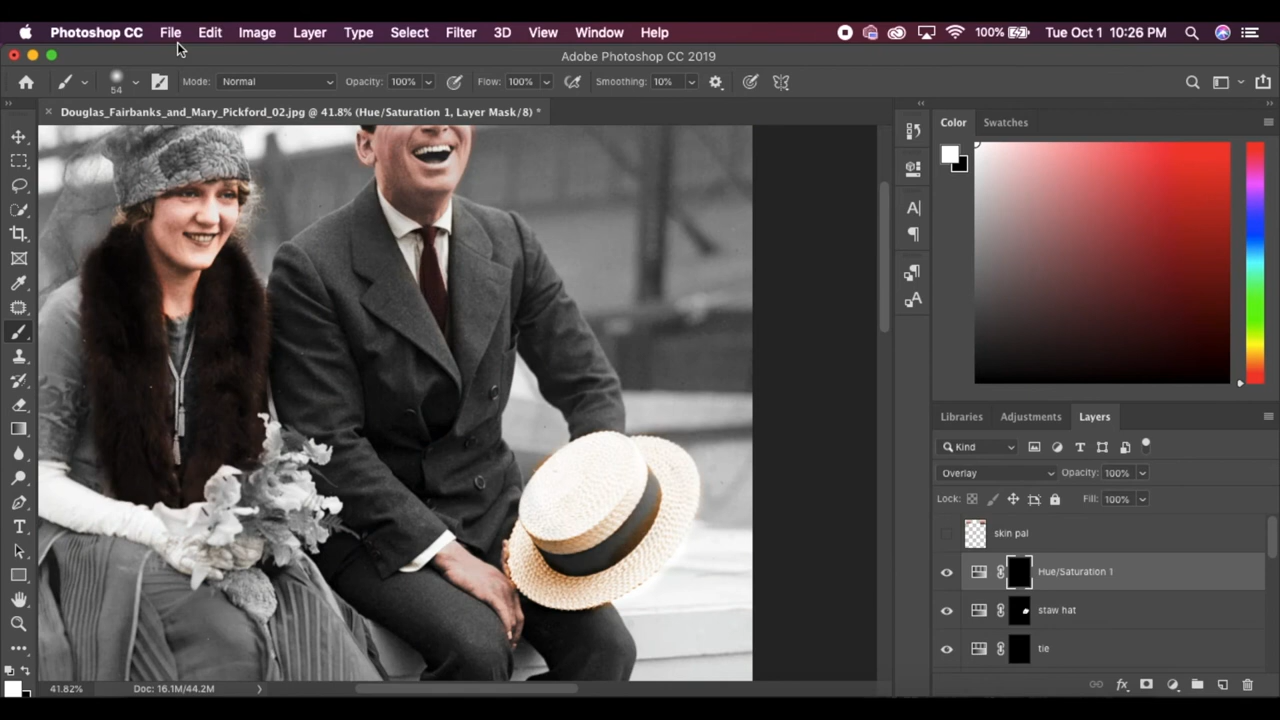 Photoshop CC File Edit Image Layer Type Select Filter 3D View Window Help 100% Tue Oct 1 10:26 PM
Adobe Photoshop CC 2019
54 Mode: Normal Opacity: 100% Flow: 100% Smoothing: 10%
Douglas_Fairbanks_and_Mary_Pickford_02.jpg @ 41.8% (Hue/Saturation 1, Layer Mask/8) *
Color Swatches
Libraries Adjustments Layers
Kind
Overlay Opacity: 100%
Lock: Fill: 100%
skin pal
Hue/Saturation 1
staw hat
tie
41.82% Doc: 16.1M/44.2M